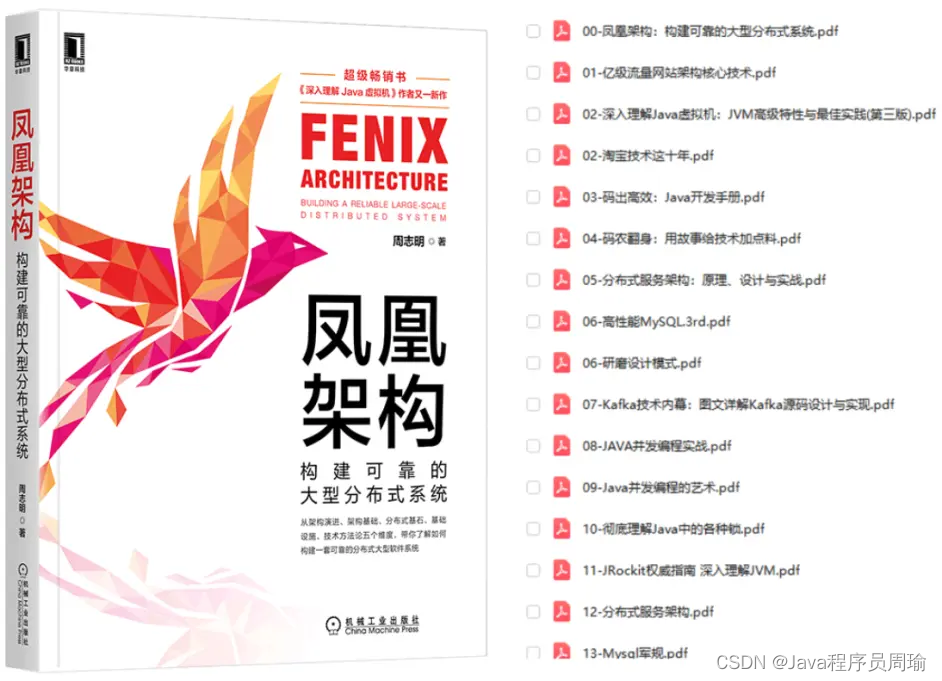 华章科技
凤凰架构
构建可靠的大型分布式系统
周志明 ◎ 著
机械工业出版社
China Machine Press
华章科技
超级畅销书
《深入理解 Java 虚拟机》作者又一新作
FENIX
ARCHITECTURE
BUILDING A RELIABLE LARGE-SCALE
DISTRIBUTED SYSTEM
周志明 ◎ 著
凤凰
架构
构建可靠的
大型分布式系统
从架构演进、架构基础、分布式基石、基础
设施、技术方法论五个维度，带你了解如何
构建一套可靠的分布式大型软件系统
机械工业出版社
China Machine Press
00-凤凰架构：构建可靠的大型分布式系统.pdf
01-亿级流量网站架构核心技术.pdf
02-深入理解Java虚拟机：JVM高级特性与最佳实践(第三版).pdf
02-淘宝技术这十年.pdf
03-码出高效：Java开发手册.pdf
04-码农翻身：用故事给技术加点料.pdf
05-分布式服务架构：原理、设计与实战.pdf
06-高性能MySQL.3rd.pdf
06-研磨设计模式.pdf
07-Kafka技术内幕：图文详解Kafka源码设计与实现.pdf
08-JAVA并发编程实战.pdf
09-Java并发编程的艺术.pdf
10-彻底理解Java中的各种锁.pdf
11-JRockit权威指南 深入理解JVM.pdf
12-分布式服务架构.pdf
13-Mysql军规.pdf
CSDN @Java程序员周瑜